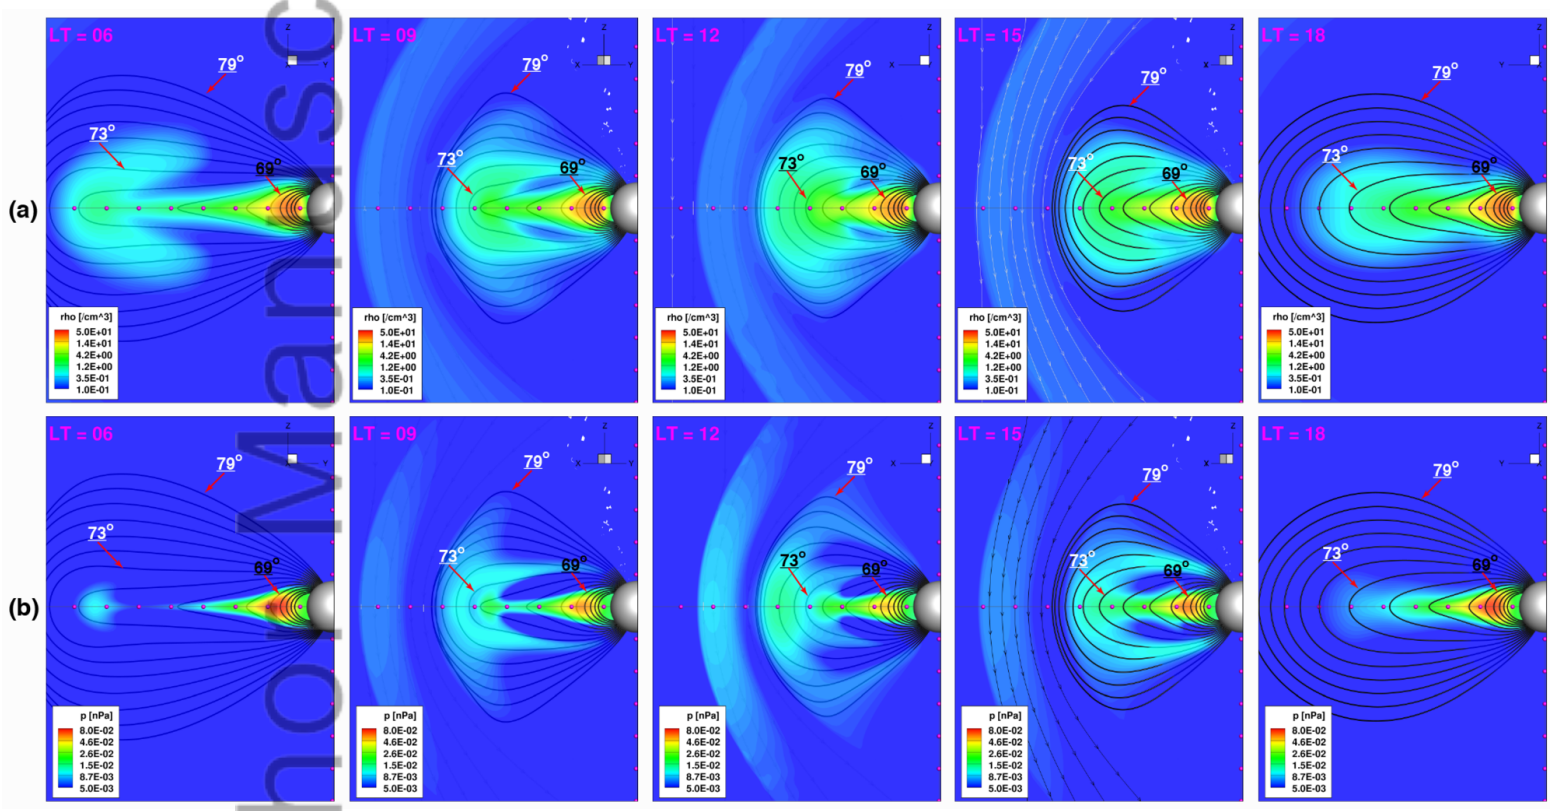 LT = 06
LT = 09
LT = 12
LT = 15
LT = 18
Z
Y
Z
X
Y
Z
X
Z
X
Y
Z
Y
X
79°
79°
79°
79°
79°
73°
73°
73°
73°
73°
69°
69°
69°
69°
69°
(a)
rho [/cm^3]
5.0E+01
1.4E+01
4.2E+00
1.2E+00
3.5E-01
1.0E-01
rho [/cm^3]
5.0E+01
1.4E+01
4.2E+00
1.2E+00
3.5E-01
1.0E-01
rho [/cm^3]
5.0E+01
1.4E+01
4.2E+00
1.2E+00
3.5E-01
1.0E-01
rho [/cm^3]
5.0E+01
1.4E+01
4.2E+00
1.2E+00
3.5E-01
1.0E-01
rho [/cm^3]
5.0E+01
1.4E+01
4.2E+00
1.2E+00
3.5E-01
1.0E-01
LT = 06
LT = 09
LT = 12
LT = 15
LT = 18
Z
Y
Z
X
Y
Z
X
Z
X
Y
Z
Y
X
79°
79°
79°
79°
79°
73°
73°
73°
73°
73°
69°
69°
69°
69°
69°
(b)
p [nPa]
8.0E-02
4.6E-02
2.6E-02
1.5E-02
8.7E-03
5.0E-03
p [nPa]
8.0E-02
4.6E-02
2.6E-02
1.5E-02
8.7E-03
5.0E-03
p [nPa]
8.0E-02
4.6E-02
2.6E-02
1.5E-02
8.7E-03
5.0E-03
p [nPa]
8.0E-02
4.6E-02
2.6E-02
1.5E-02
8.7E-03
5.0E-03
p [nPa]
8.0E-02
4.6E-02
2.6E-02
1.5E-02
8.7E-03
5.0E-03
hor Manusc